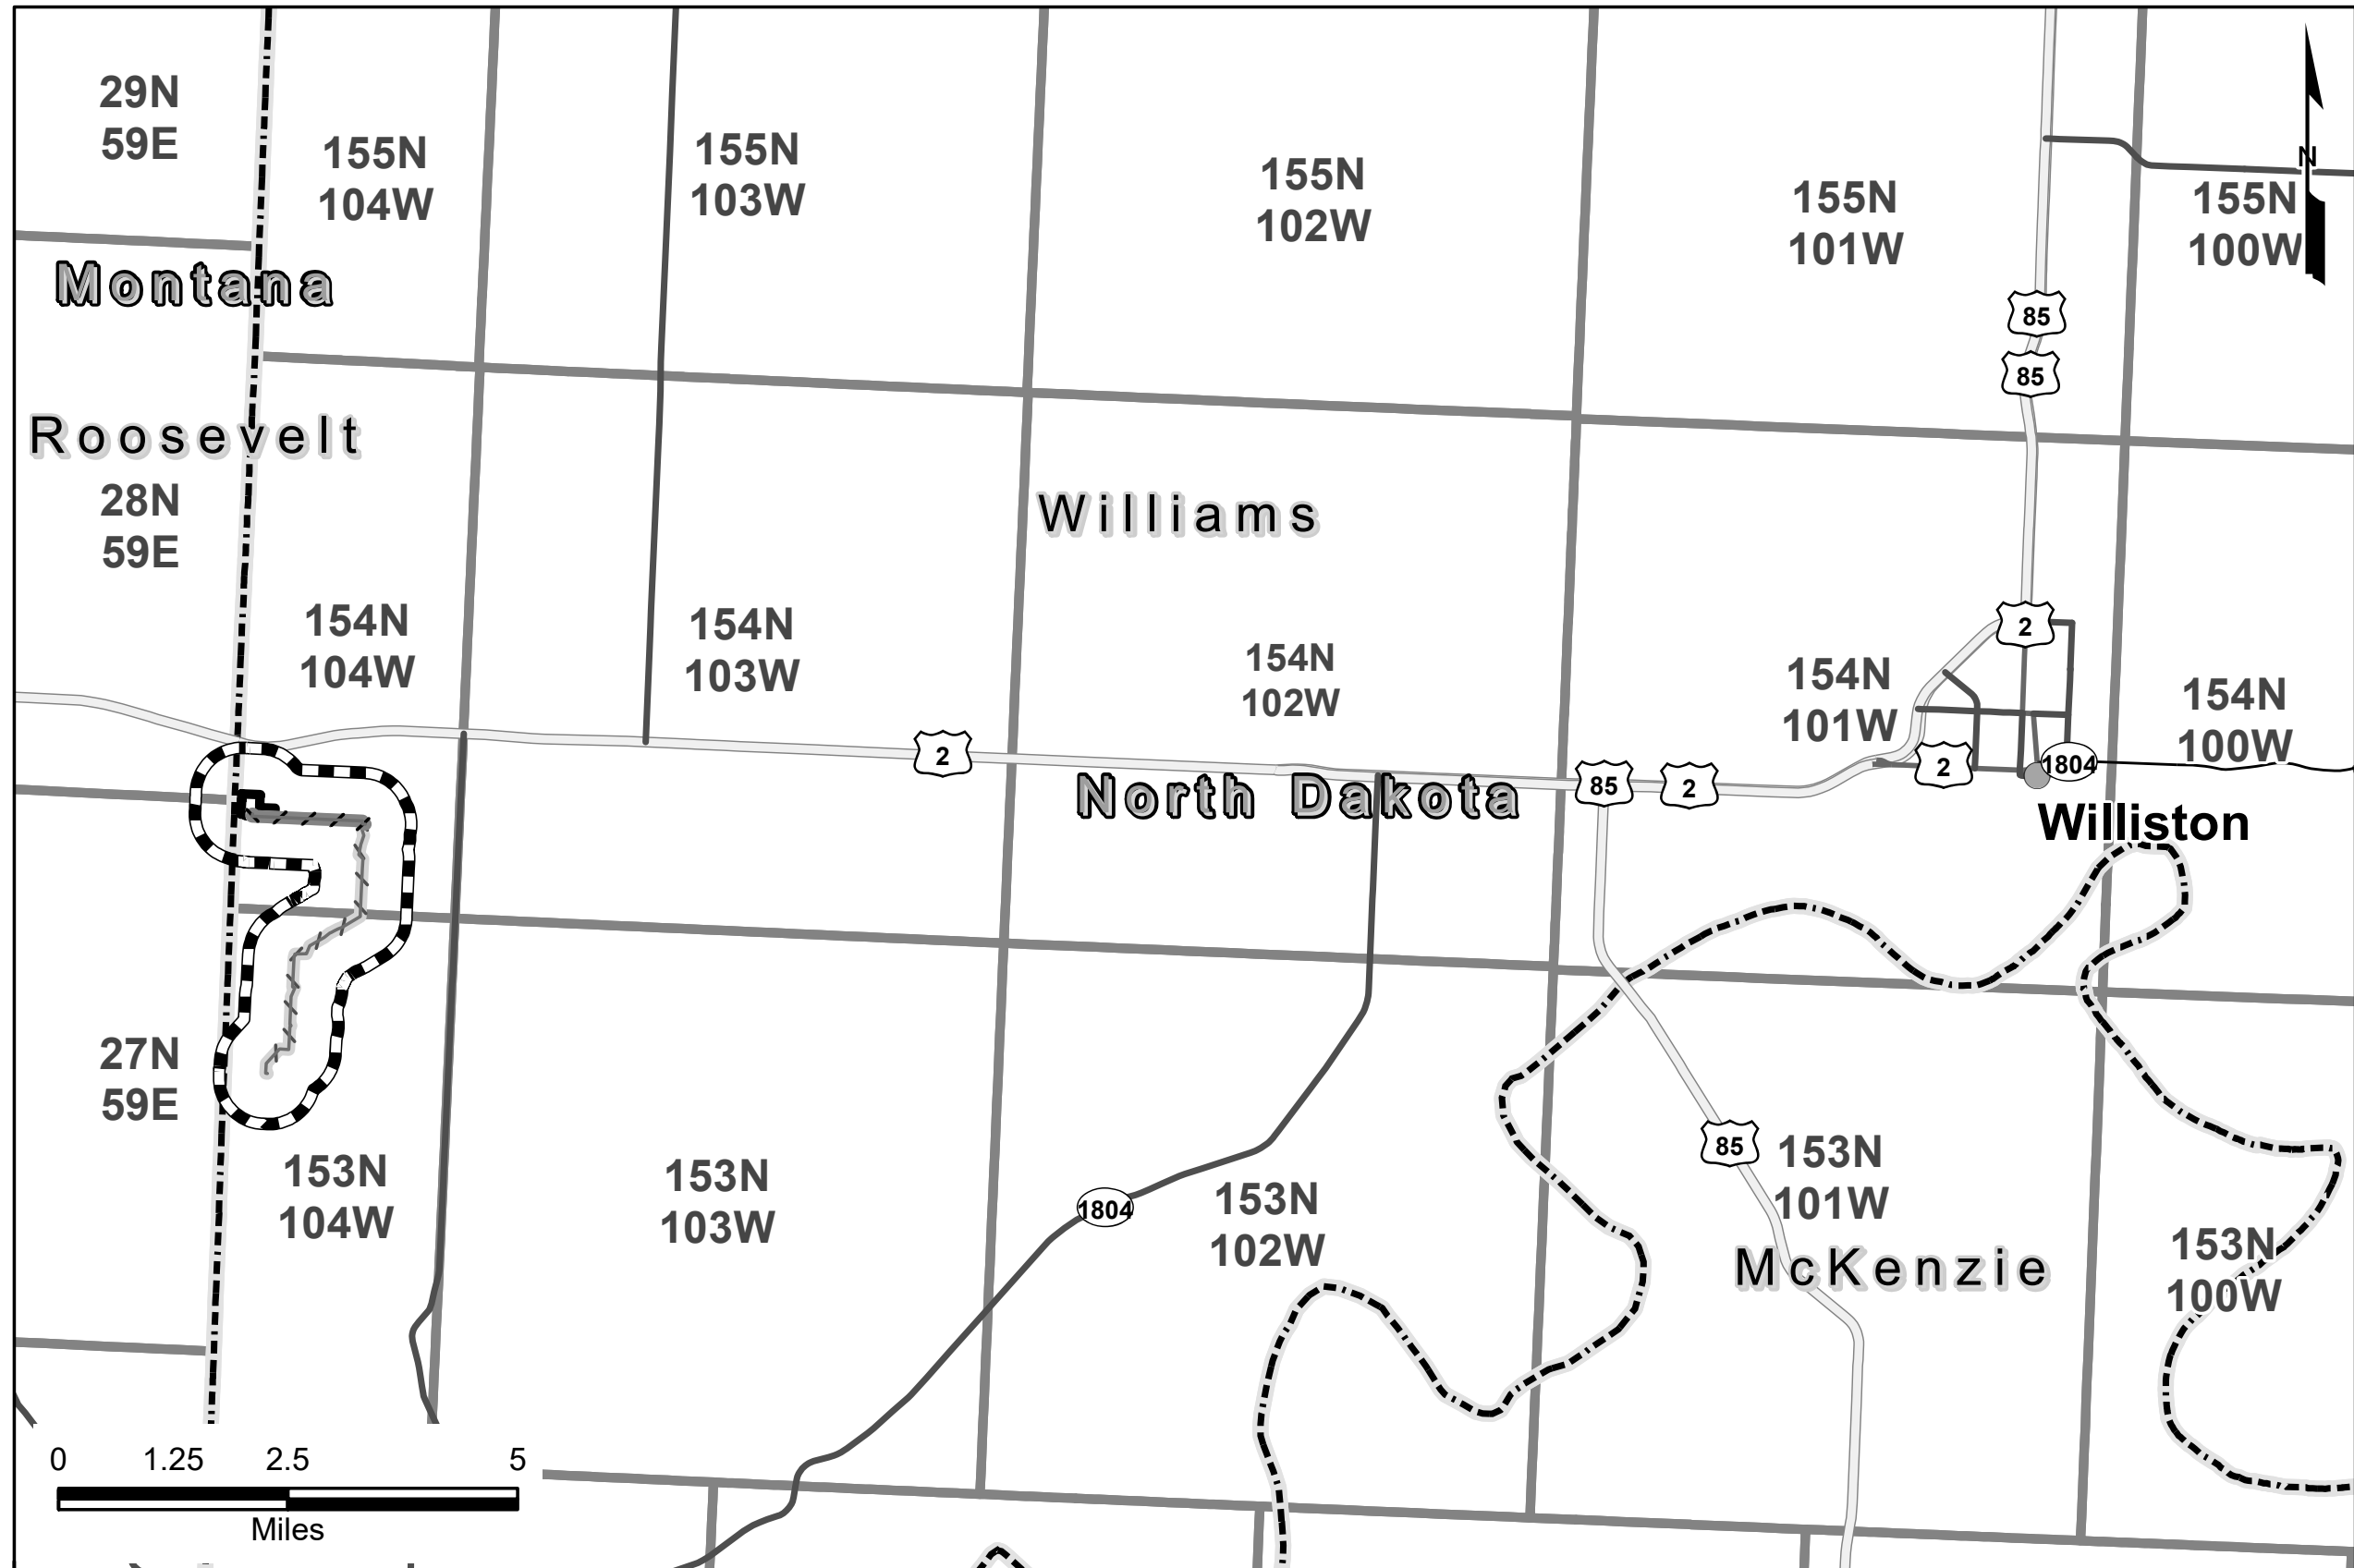 29N
59E
155N
104W
155N
103W
155N
102W
155N
101W
155N
100W
N
Montana
85
85
Roosevelt
28N
59E
Williams
154N
104W
154N
103W
154N
102W
154N
101W
154N
100W
2
2
85
2
2
1804
North Dakota
Williston
27N
59E
153N
104W
153N
103W
1804
153N
102W
85
153N
101W
McKenzie
153N
100W
0 1.25 2.5 5
Miles